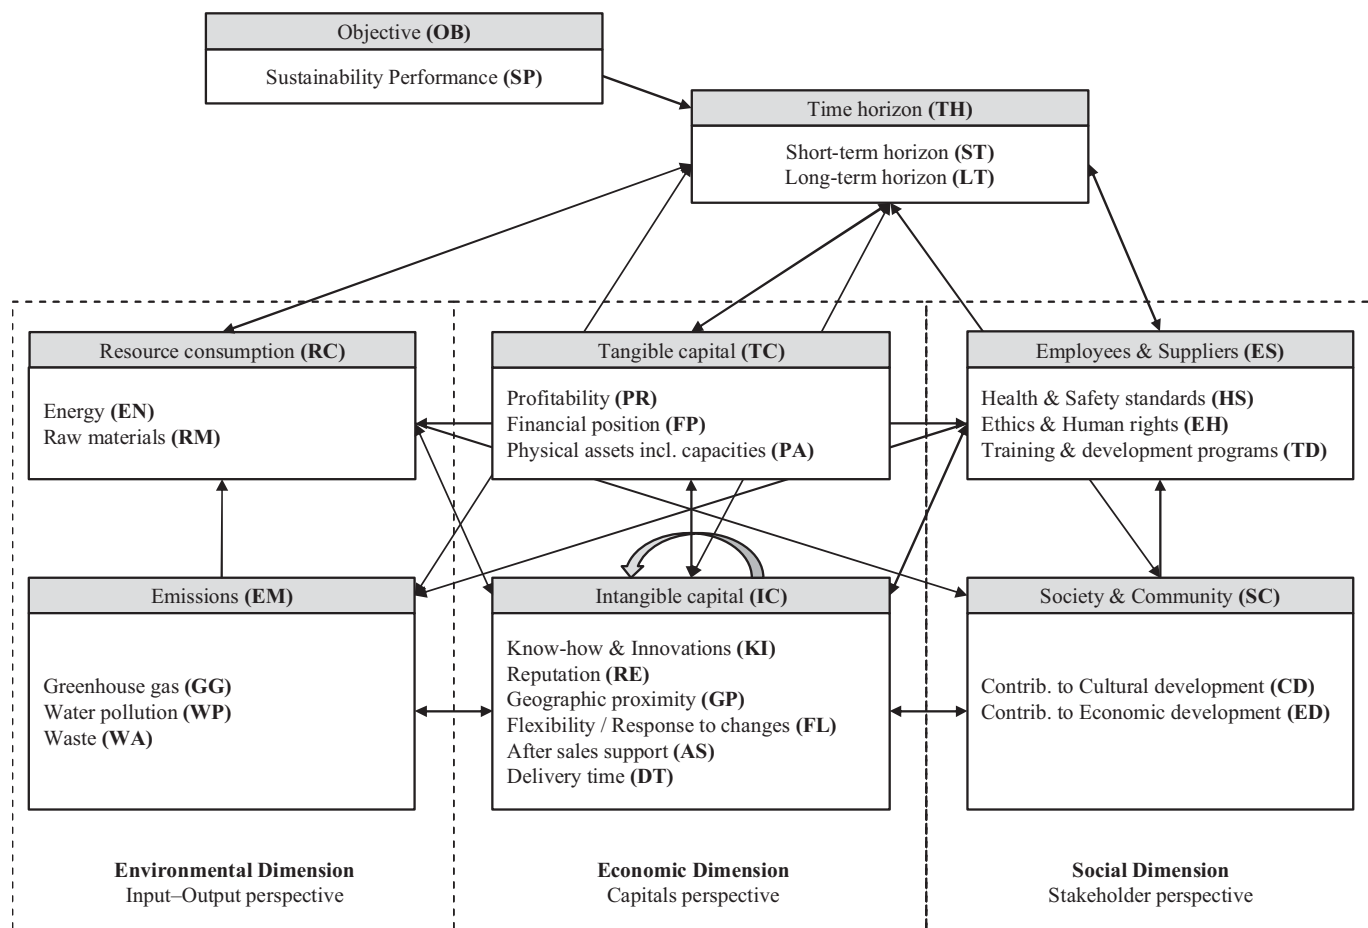 Objective (OB)
Sustainability Performance (SP)
Time horizon (TH)
Short-term horizon (ST)
Long-term horizon (LT)
Resource consumption (RC)
Energy (EN)
Raw materials (RM)
Tangible capital (TC)
Profitability (PR)
Financial position (FP)
Physical assets incl. capacities (PA)
Employees & Suppliers (ES)
Health & Safety standards (HS)
Ethics & Human rights (EH)
Training & development programs (TD)
Emissions (EM)
Greenhouse gas (GG)
Water pollution (WP)
Waste (WA)
Intangible capital (IC)
Know-how & Innovations (KI)
Reputation (RE)
Geographic proximity (GP)
Flexibility / Response to changes (FL)
After sales support (AS)
Delivery time (DT)
Society & Community (SC)
Contrib. to Cultural development (CD)
Contrib. to Economic development (ED)
Environmental Dimension
Input–Output perspective
Economic Dimension
Capitals perspective
Social Dimension
Stakeholder perspective